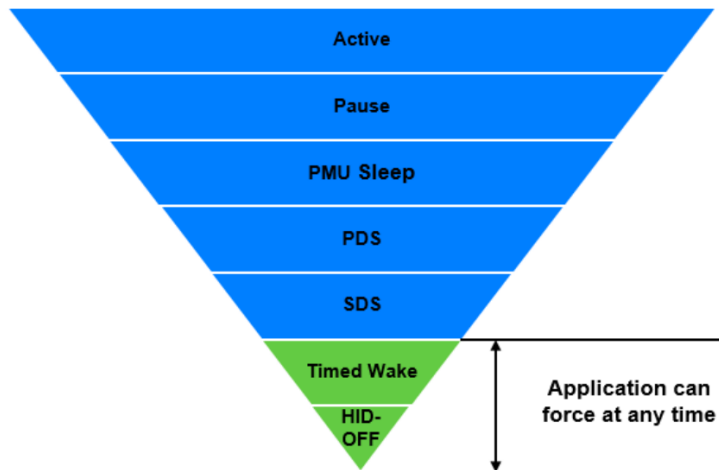 Active
Pause
PMU Sleep
PDS
SDS
Timed Wake
HID-
OFF
Application can
force at any time